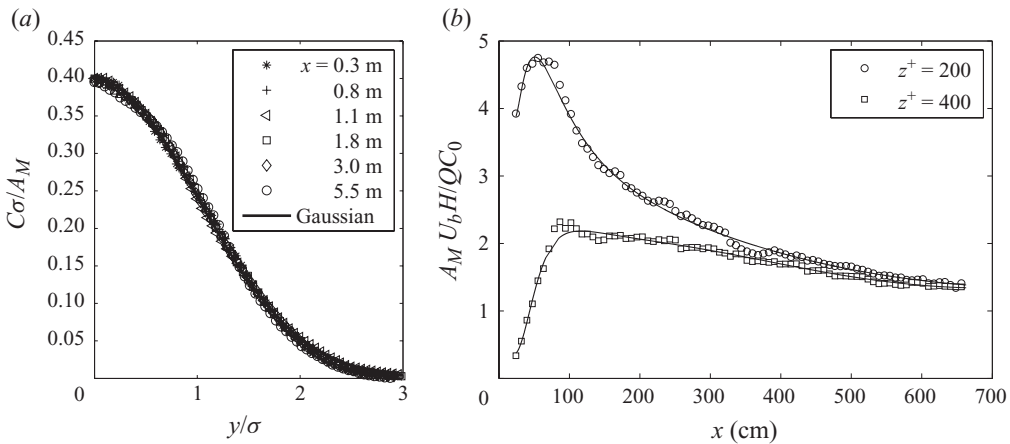 (a)
0.45
0.40
0.35
0.30
0.25
0.20
0.15
0.10
0.05
0
1
2
3
Cσ/A_M
y/σ
x = 0.3 m
0.8 m
1.1 m
1.8 m
3.0 m
5.5 m
Gaussian
(b)
5
4
3
2
1
0
100
200
300
400
500
600
700
A_M U_b H/QC_0
x (cm)
z^+ = 200
z^+ = 400